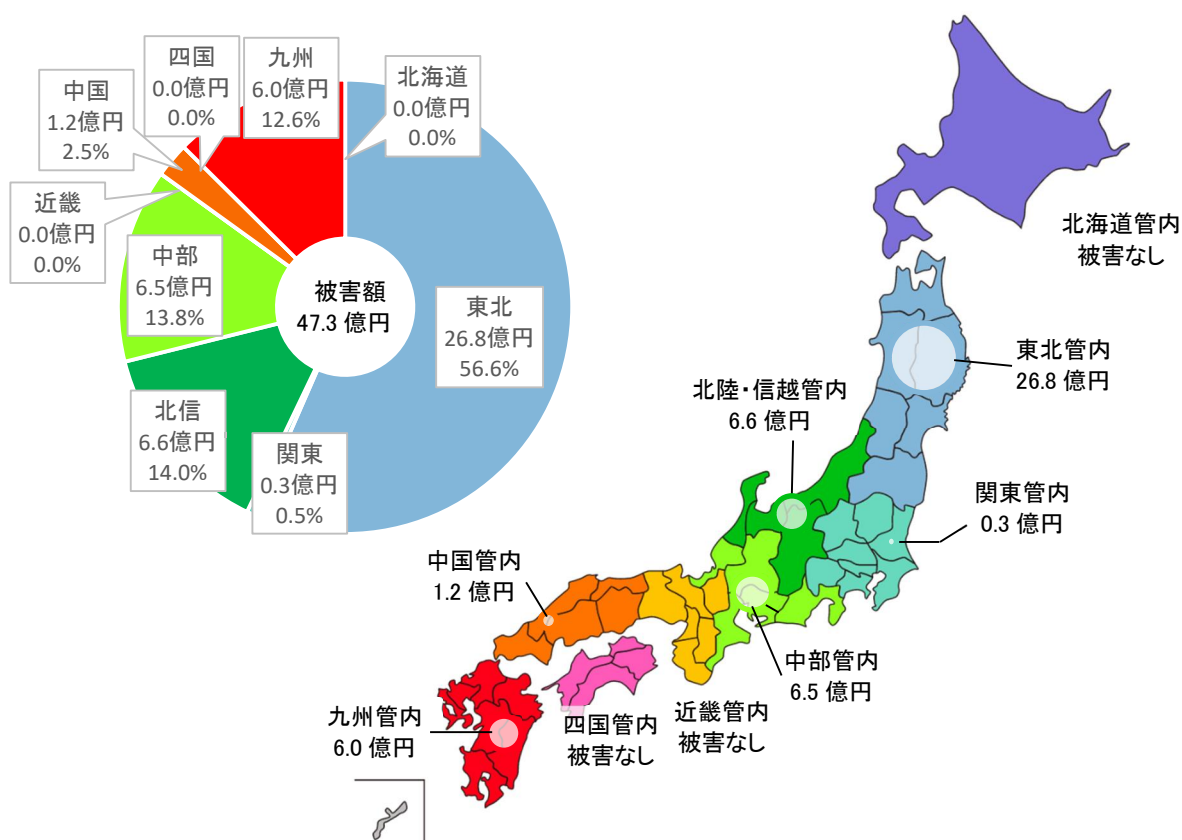 四国
0.0億円
0.0%
九州
6.0億円
12.6%
北海道
0.0億円
0.0%
中国
1.2億円
2.5%
近畿
0.0億円
0.0%
中部
6.5億円
13.8%
被害額
47.3 億円
東北
26.8億円
56.6%
北信
6.6億円
14.0%
関東
0.3億円
0.5%
北海道管内
被害なし
東北管内
26.8 億円
北陸・信越管内
6.6 億円
関東管内
0.3 億円
中国管内
1.2 億円
中部管内
6.5 億円
近畿管内
被害なし
四国管内
被害なし
九州管内
6.0 億円